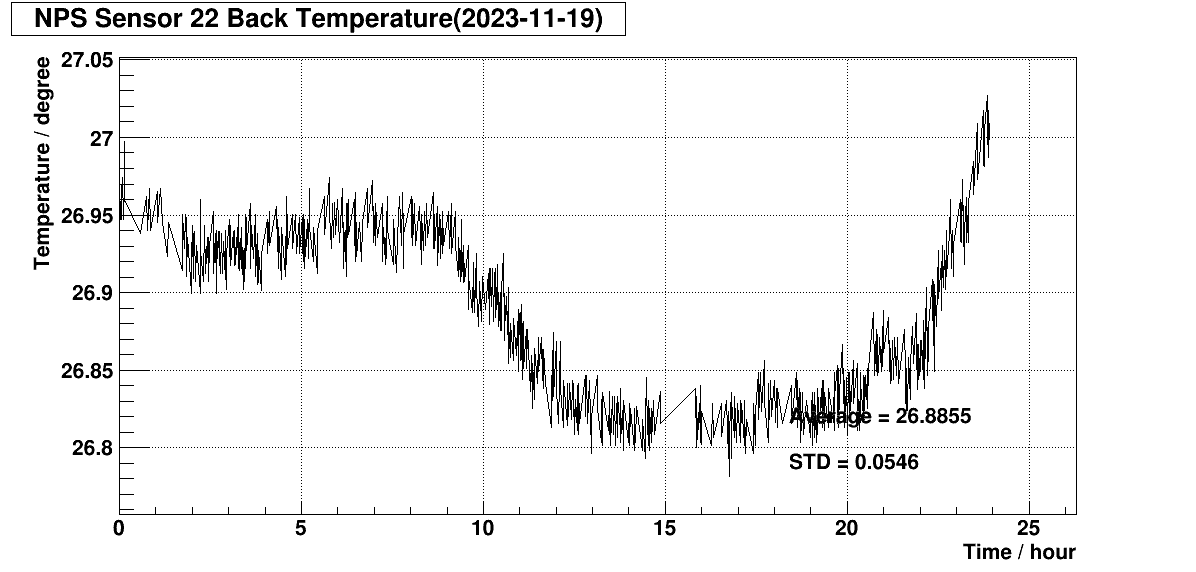 NPS Sensor 22 Back Temperature(2023-11-19)
Temperature / degree
27.05
27
26.95
26.9
26.85
26.8
Average = 26.8855
STD = 0.0546
0 5 10 15 20 25
Time / hour